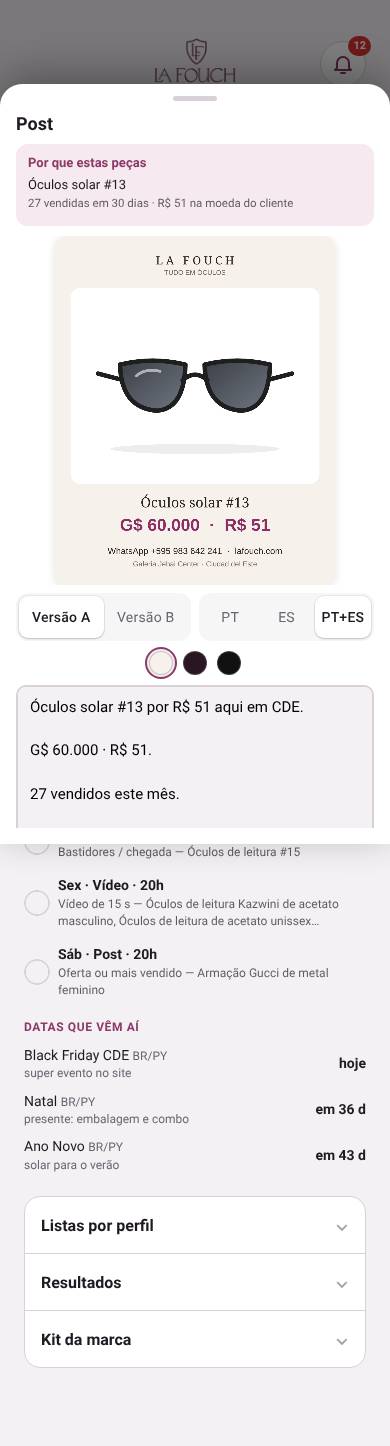 LA FOUCH
12
Post
Por que estas peças
Óculos solar #13
27 vendidas em 30 dias · R$ 51 na moeda do cliente
LA FOUCH
TUDO EM ÓCULOS
Óculos solar #13
G$ 60.000 · R$ 51
WhatsApp +595 983 642 241 · lafouch.com
Galeria Jebai Center · Ciudad del Este
Versão A
Versão B
PT
ES
PT+ES
Óculos solar #13 por R$ 51 aqui em CDE.
G$ 60.000 · R$ 51.
27 vendidos este mês.
Bastidores / chegada — Óculos de leitura #15
Sex · Vídeo · 20h
Vídeo de 15 s — Óculos de leitura Kazwini de acetato
masculino, Óculos de leitura de acetato unissex…
Sáb · Post · 20h
Oferta ou mais vendido — Armação Gucci de metal
feminino
DATAS QUE VÊM AÍ
Black Friday CDE BR/PY
super evento no site
hoje
Natal BR/PY
presente: embalagem e combo
em 36 d
Ano Novo BR/PY
solar para o verão
em 43 d
Listas por perfil
Resultados
Kit da marca